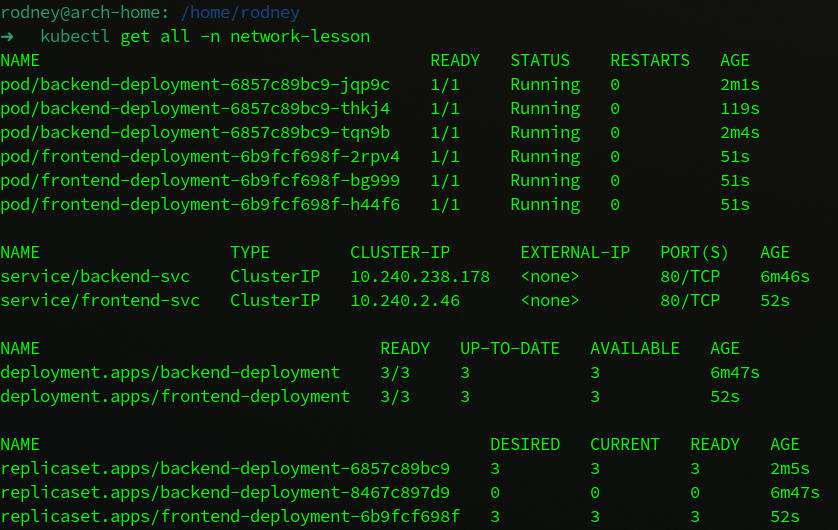 rodney@arch-home: /home/rodney
➜ kubectl get all -n network-lesson
NAME READY STATUS RESTARTS AGE
pod/backend-deployment-6857c89bc9-jqp9c 1/1 Running 0 2m1s
pod/backend-deployment-6857c89bc9-thkj4 1/1 Running 0 119s
pod/backend-deployment-6857c89bc9-tqn9b 1/1 Running 0 2m4s
pod/frontend-deployment-6b9fcf698f-2rpv4 1/1 Running 0 51s
pod/frontend-deployment-6b9fcf698f-bg999 1/1 Running 0 51s
pod/frontend-deployment-6b9fcf698f-h44f6 1/1 Running 0 51s
NAME TYPE CLUSTER-IP EXTERNAL-IP PORT(S) AGE
service/backend-svc ClusterIP 10.240.238.178 <none> 80/TCP 6m46s
service/frontend-svc ClusterIP 10.240.2.46 <none> 80/TCP 52s
NAME READY UP-TO-DATE AVAILABLE AGE
deployment.apps/backend-deployment 3/3 3 3 6m47s
deployment.apps/frontend-deployment 3/3 3 3 52s
NAME DESIRED CURRENT READY AGE
replicaset.apps/backend-deployment-6857c89bc9 3 3 3 2m5s
replicaset.apps/backend-deployment-8467c897d9 0 0 0 6m47s
replicaset.apps/frontend-deployment-6b9fcf698f 3 3 3 52s